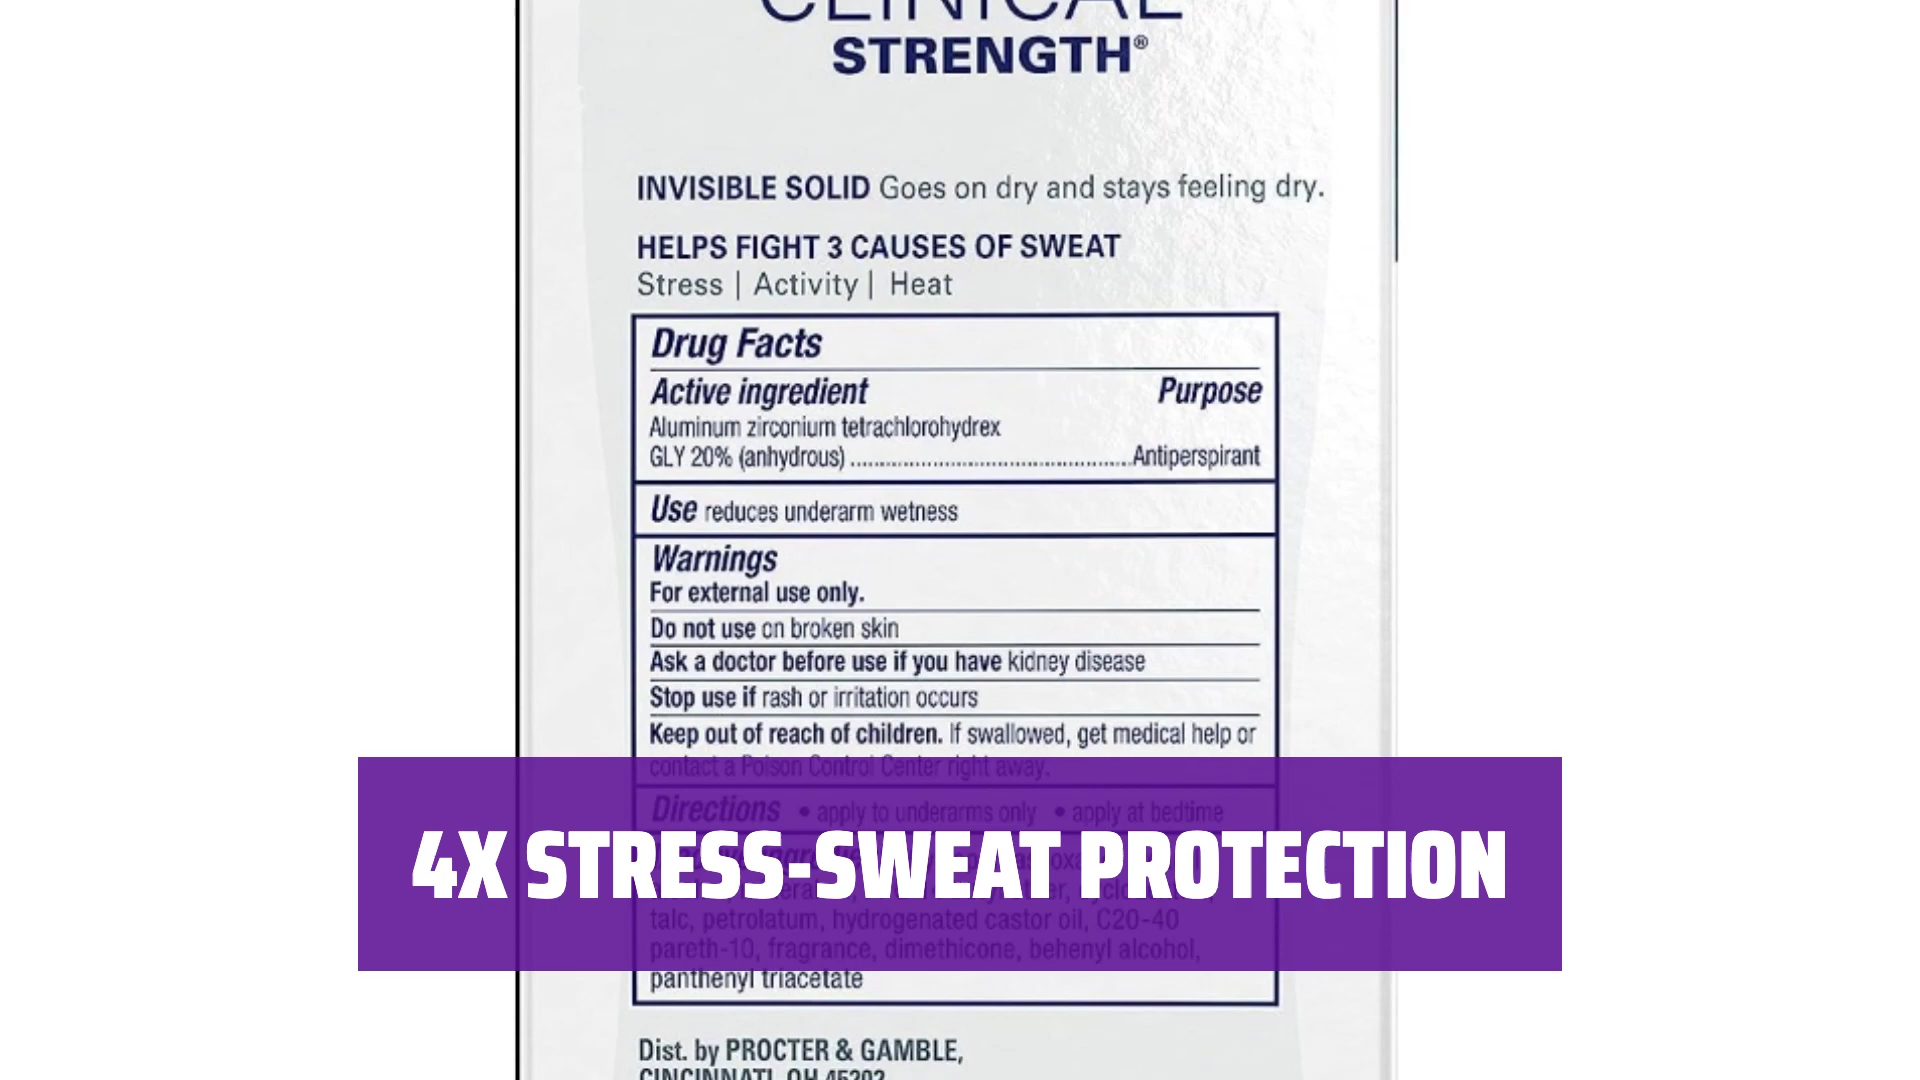 CLINICAL
STRENGTH®
INVISIBLE SOLID Goes on dry and stays feeling dry.
HELPS FIGHT 3 CAUSES OF SWEAT
Stress | Activity | Heat
Drug Facts
Active ingredient Purpose
Aluminum zirconium tetrachlorohydrex
GLY 20% (anhydrous) ........................................ Antiperspirant
Use reduces underarm wetness
Warnings
For external use only.
Do not use on broken skin
Ask a doctor before use if you have kidney disease
Stop use if rash or irritation occurs
Keep out of reach of children. If swallowed, get medical help or
contact a Poison Control Center right away.
Directions • apply to underarms only • apply at bedtime
4X STRESS-SWEAT PROTECTION
talc, petrolatum, hydrogenated castor oil, C20-40
pareth-10, fragrance, dimethicone, behenyl alcohol,
panthenyl triacetate
Dist. by PROCTER & GAMBLE,
CINCINNATI, OH 45202